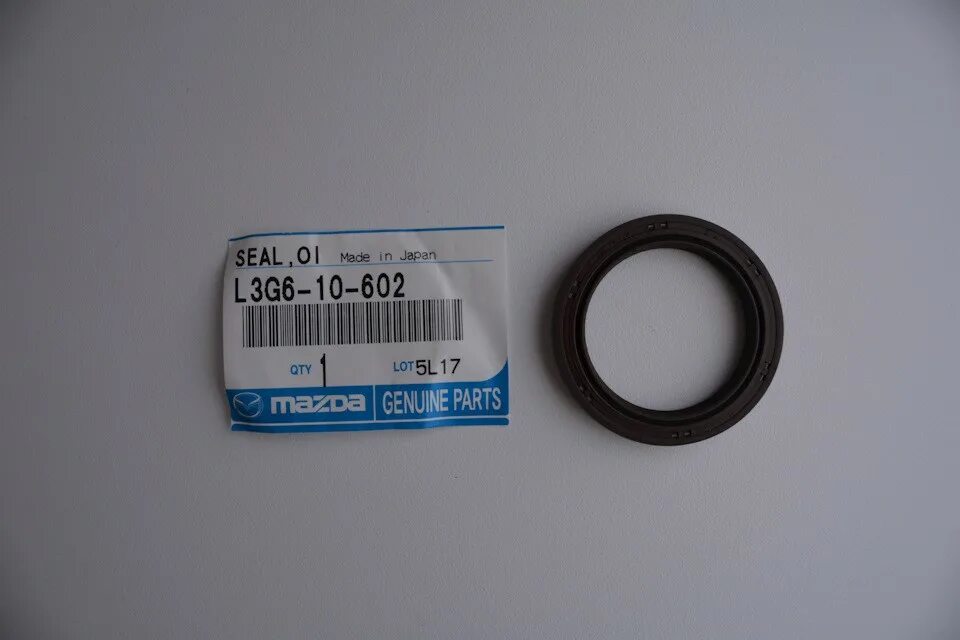 SEAL,OI Made in Japan
L3G6-10-602
QTY 1 LOT 5L17
mazda GENUINE PARTS